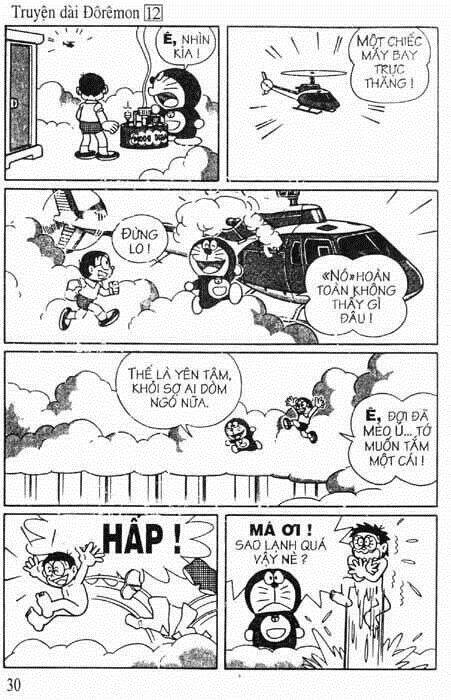 Truyện dài Đôrêmon 12
Ê, NHÌN
KÌA !
MỘT CHIẾC
MÁY BAY
TRỰC
THĂNG !
ĐỪNG
LO !
«NÓ» HOÀN
TOÀN KHÔNG
THẤY GÌ
ĐÂU !
THẾ LÀ YÊN TÂM,
KHỎI SỢ AI DÒM
NGÓ NỮA.
Ê, ĐỢI ĐÃ
MÈO Ú... TỚ
MUỐN TẮM
MỘT CÁI !
HẤP !
MÁ ƠI !
SAO LẠNH QUÁ
VẬY NÈ ?
30